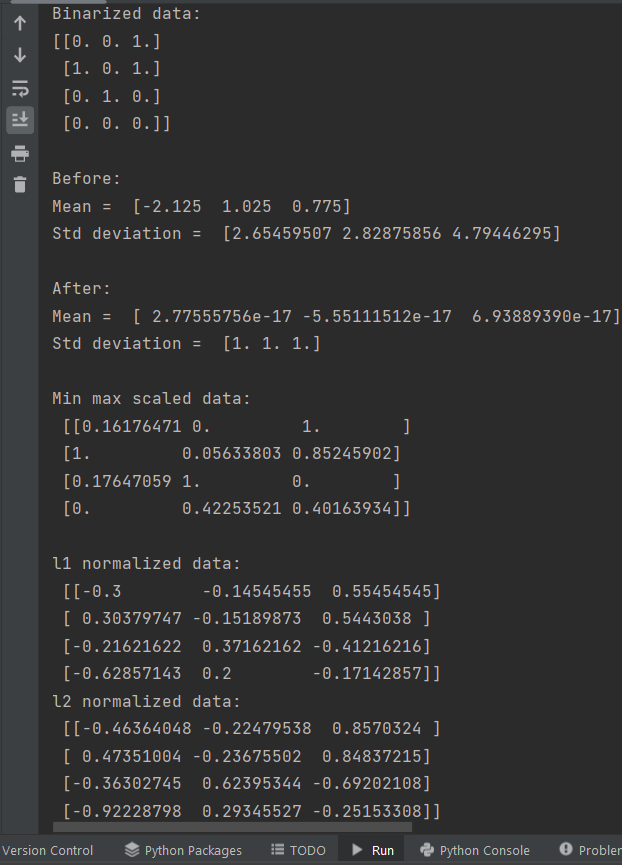 Binarized data:
[[0. 0. 1.]
 [1. 0. 1.]
 [0. 1. 0.]
 [0. 0. 0.]]
Before:
Mean =  [-2.125  1.025  0.775]
Std deviation =  [2.65459507 2.82875856 4.79446295]
After:
Mean =  [ 2.77555756e-17 -5.55111512e-17  6.93889390e-17]
Std deviation =  [1. 1. 1.]
Min max scaled data:
 [[0.16176471 0.         1.        ]
 [1.         0.05633803 0.85245902]
 [0.17647059 1.         0.        ]
 [0.         0.42253521 0.40163934]]
l1 normalized data:
 [[-0.3        -0.14545455  0.55454545]
 [ 0.30379747 -0.15189873  0.5443038 ]
 [-0.21621622  0.37162162 -0.41216216]
 [-0.62857143  0.2        -0.17142857]]
l2 normalized data:
 [[-0.46364048 -0.22479538  0.8570324 ]
 [ 0.47351004 -0.23675502  0.84837215]
 [-0.36302745  0.62395344 -0.69202108]
 [-0.92228798  0.29345527 -0.25153308]]
Version Control Python Packages TODO Run Python Console Probler